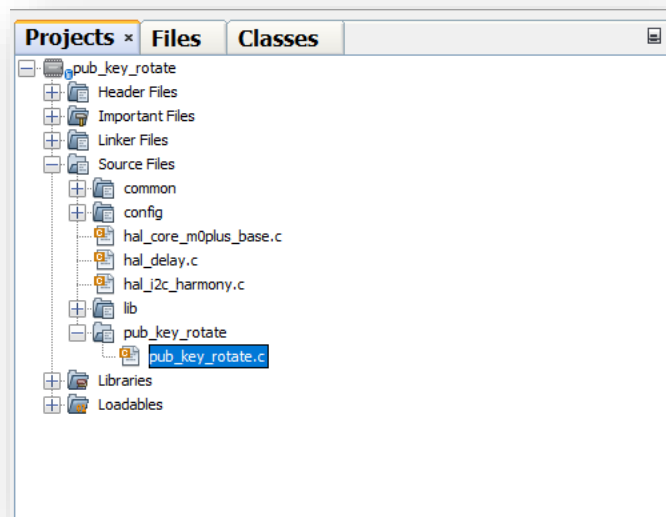 Projects × Files Classes
pub_key_rotate
Header Files
Important Files
Linker Files
Source Files
common
config
hal_core_m0plus_base.c
hal_delay.c
hal_i2c_harmony.c
lib
pub_key_rotate
pub_key_rotate.c
Libraries
Loadables